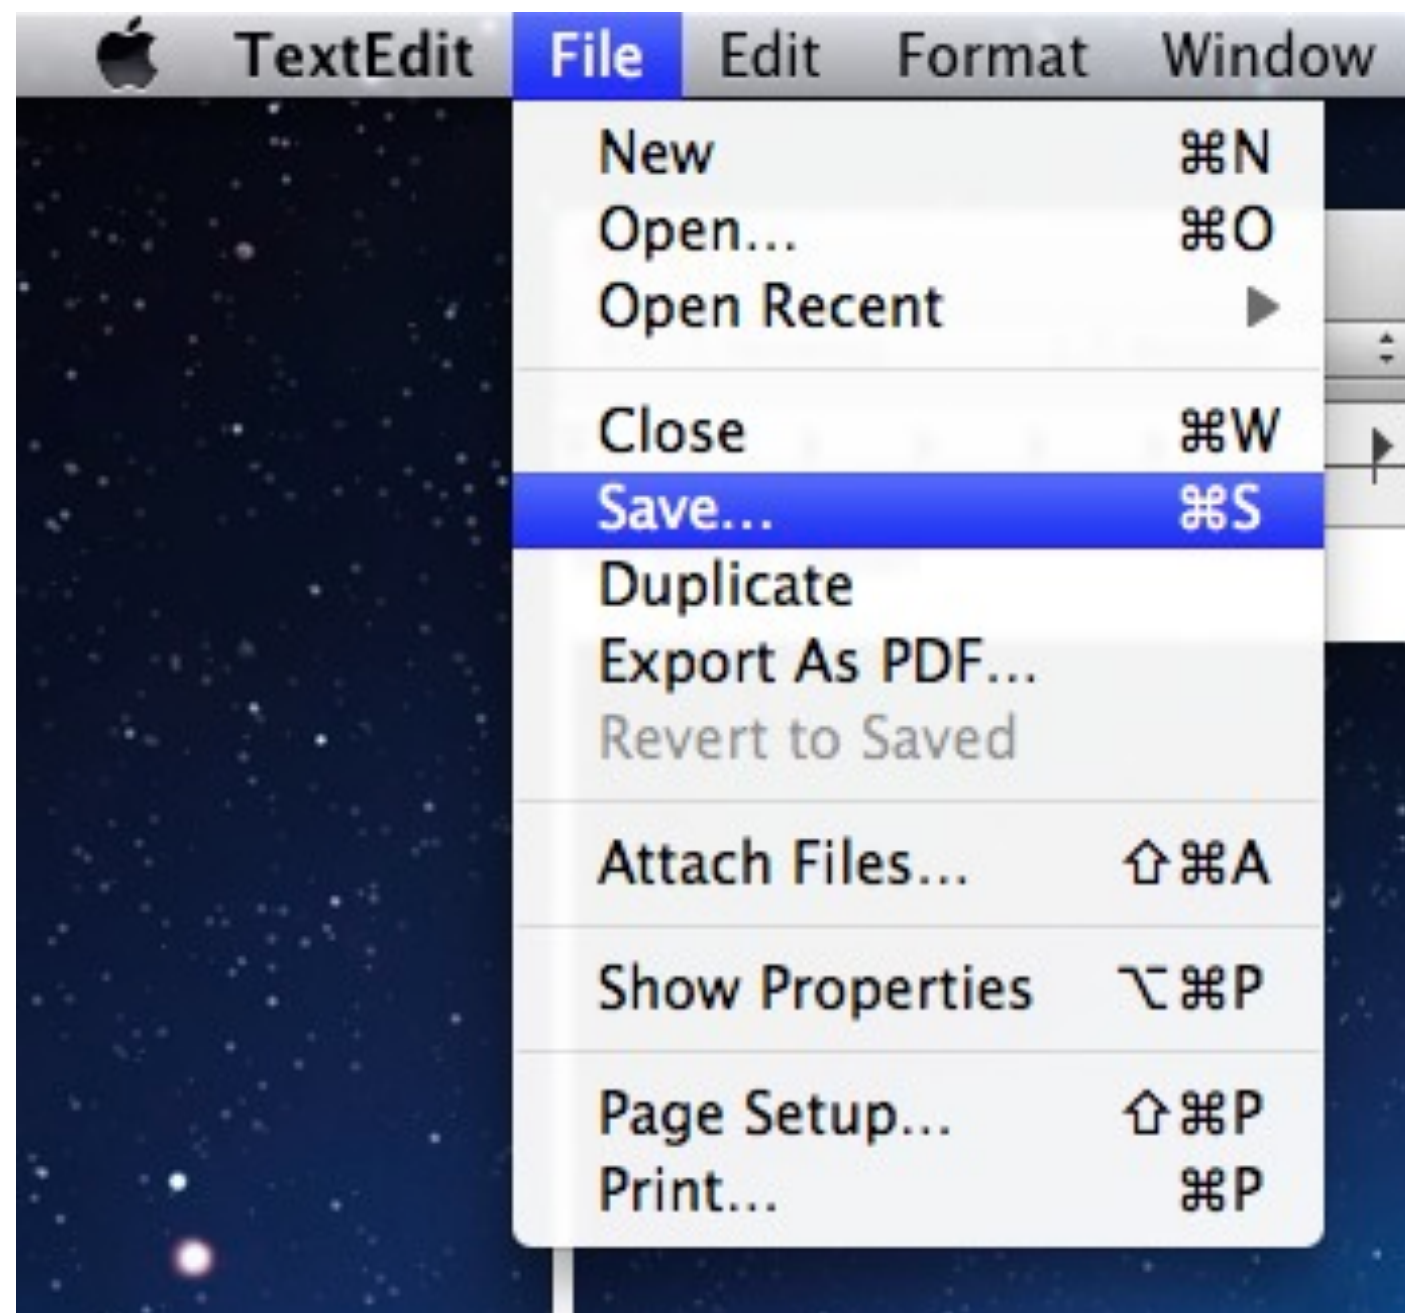 TextEdit File Edit Format Window
New ⌘N
Open... ⌘O
Open Recent ▶
Close ⌘W
Save... ⌘S
Duplicate
Export As PDF...
Revert to Saved
Attach Files... ⇧⌘A
Show Properties ⌥⌘P
Page Setup... ⇧⌘P
Print... ⌘P